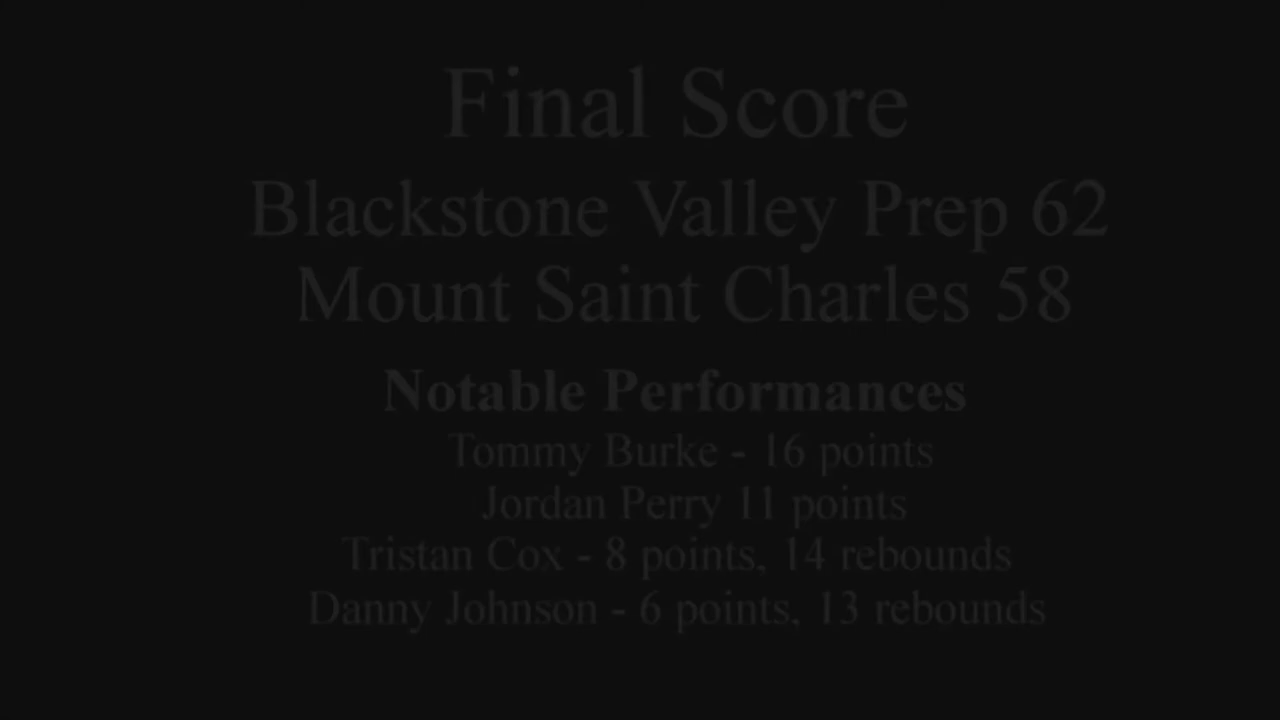 Final Score
Blackstone Valley Prep 62
Mount Saint Charles 58
Notable Performances
Tommy Burke - 16 points
Jordan Perry 11 points
Tristan Cox - 8 points, 14 rebounds
Danny Johnson - 6 points, 13 rebounds